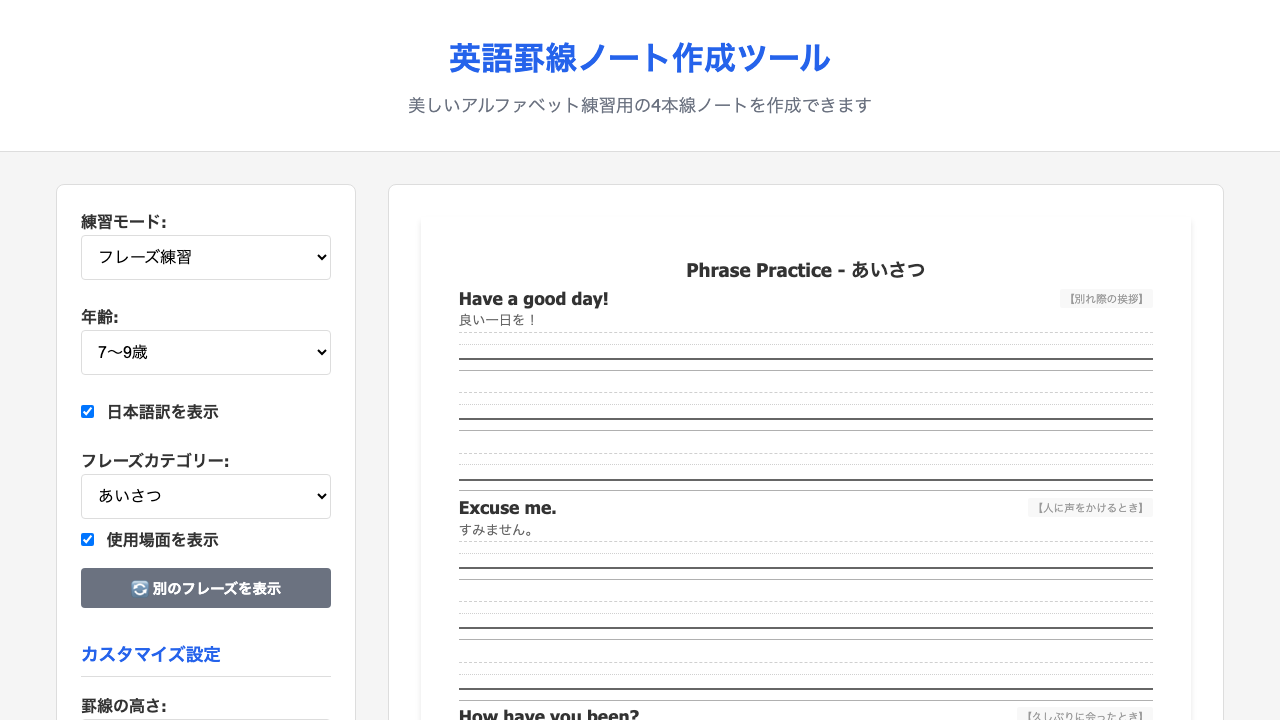 英語罫線ノート作成ツール
美しいアルファベット練習用の4本線ノートを作成できます
練習モード:
フレーズ練習
年齢:
7〜9歳
日本語訳を表示
フレーズカテゴリー:
あいさつ
使用場面を表示
🔄 別のフレーズを表示
カスタマイズ設定
罫線の高さ:
Phrase Practice - あいさつ
Have a good day!
【別れ際の挨拶】
良い一日を！
Excuse me.
【人に声をかけるとき】
すみません。
How have you been?
【久しぶりに会ったとき】